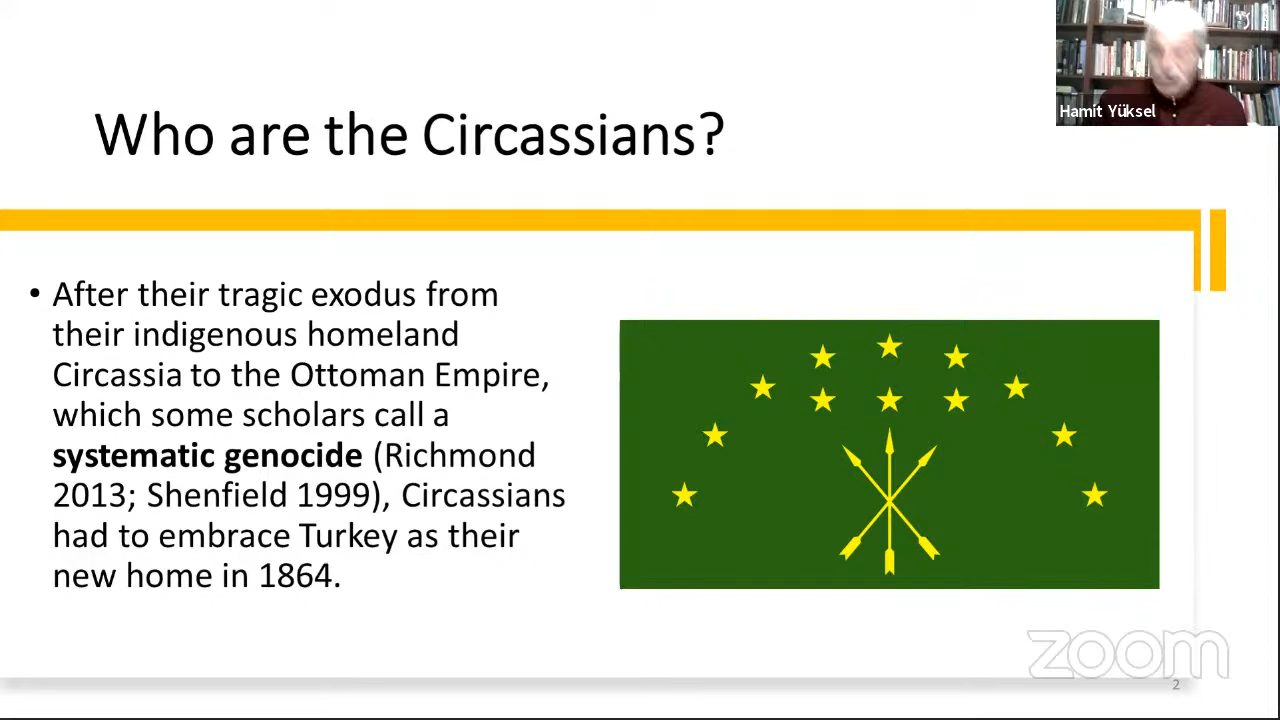 Hamit Yüksel
Who are the Circassians?
• After their tragic exodus from
their indigenous homeland
Circassia to the Ottoman Empire,
which some scholars call a
systematic genocide (Richmond
2013; Shenfield 1999), Circassians
had to embrace Turkey as their
new home in 1864.
zoom
2